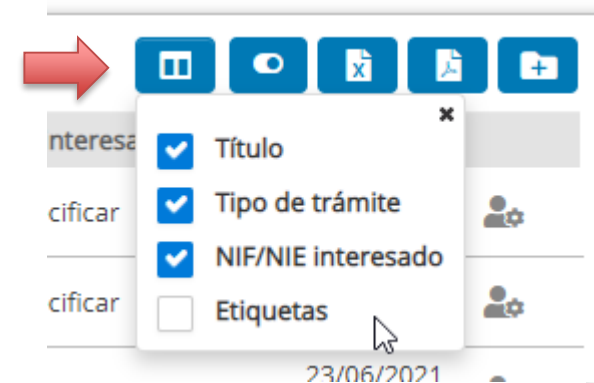 nteresa
Título
Tipo de trámite
cificar
NIF/NIE interesado
cificar
Etiquetas
23/06/2021